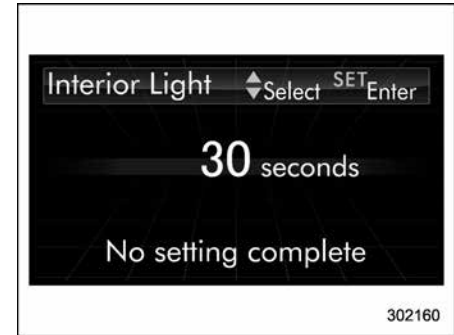 Interior Light ▲▼Select SET Enter
30 seconds
No setting complete
302160